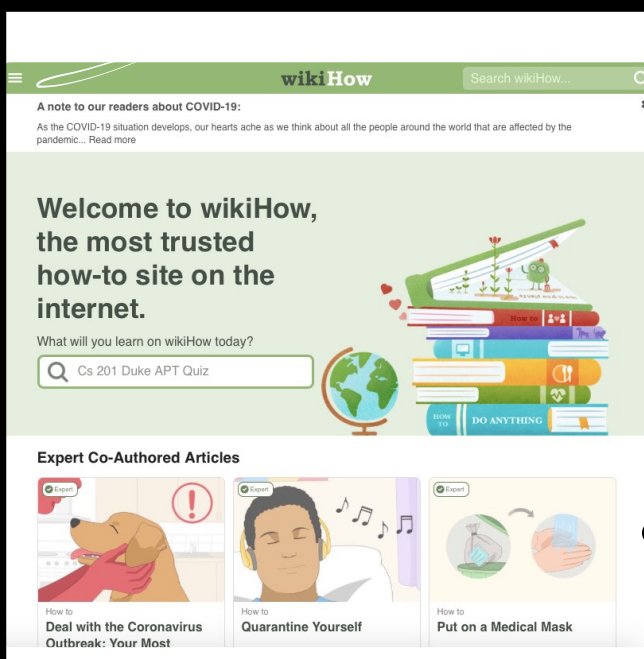 wikiHow
Search wikiHow...
A note to our readers about COVID-19:
As the COVID-19 situation develops, our hearts ache as we think about all the people around the world that are affected by the
pandemic... Read more
Welcome to wikiHow,
the most trusted
how-to site on the
internet.
What will you learn on wikiHow today?
Cs 201 Duke APT Quiz
How to
HOW
TO
DO ANYTHING
Expert Co-Authored Articles
Expert
Expert
Expert
How to
Deal with the Coronavirus
Outbreak: Your Most
How to
Quarantine Yourself
How to
Put on a Medical Mask